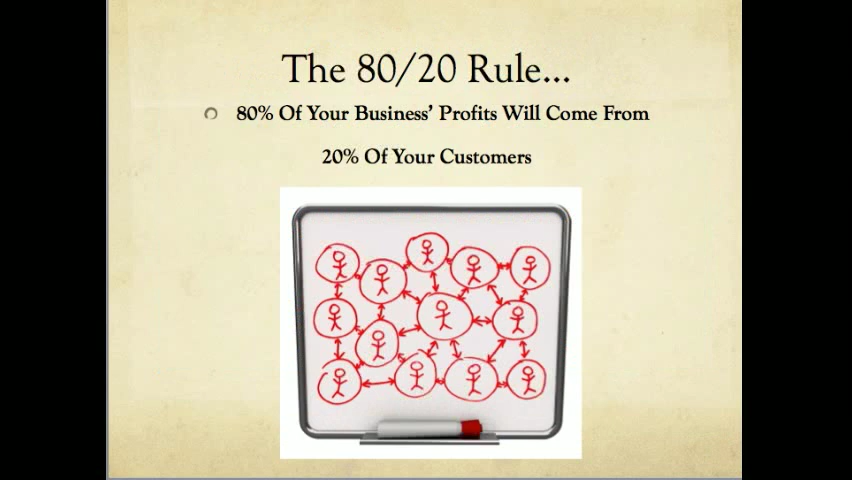 The 80/20 Rule...
80% Of Your Business’ Profits Will Come From
20% Of Your Customers